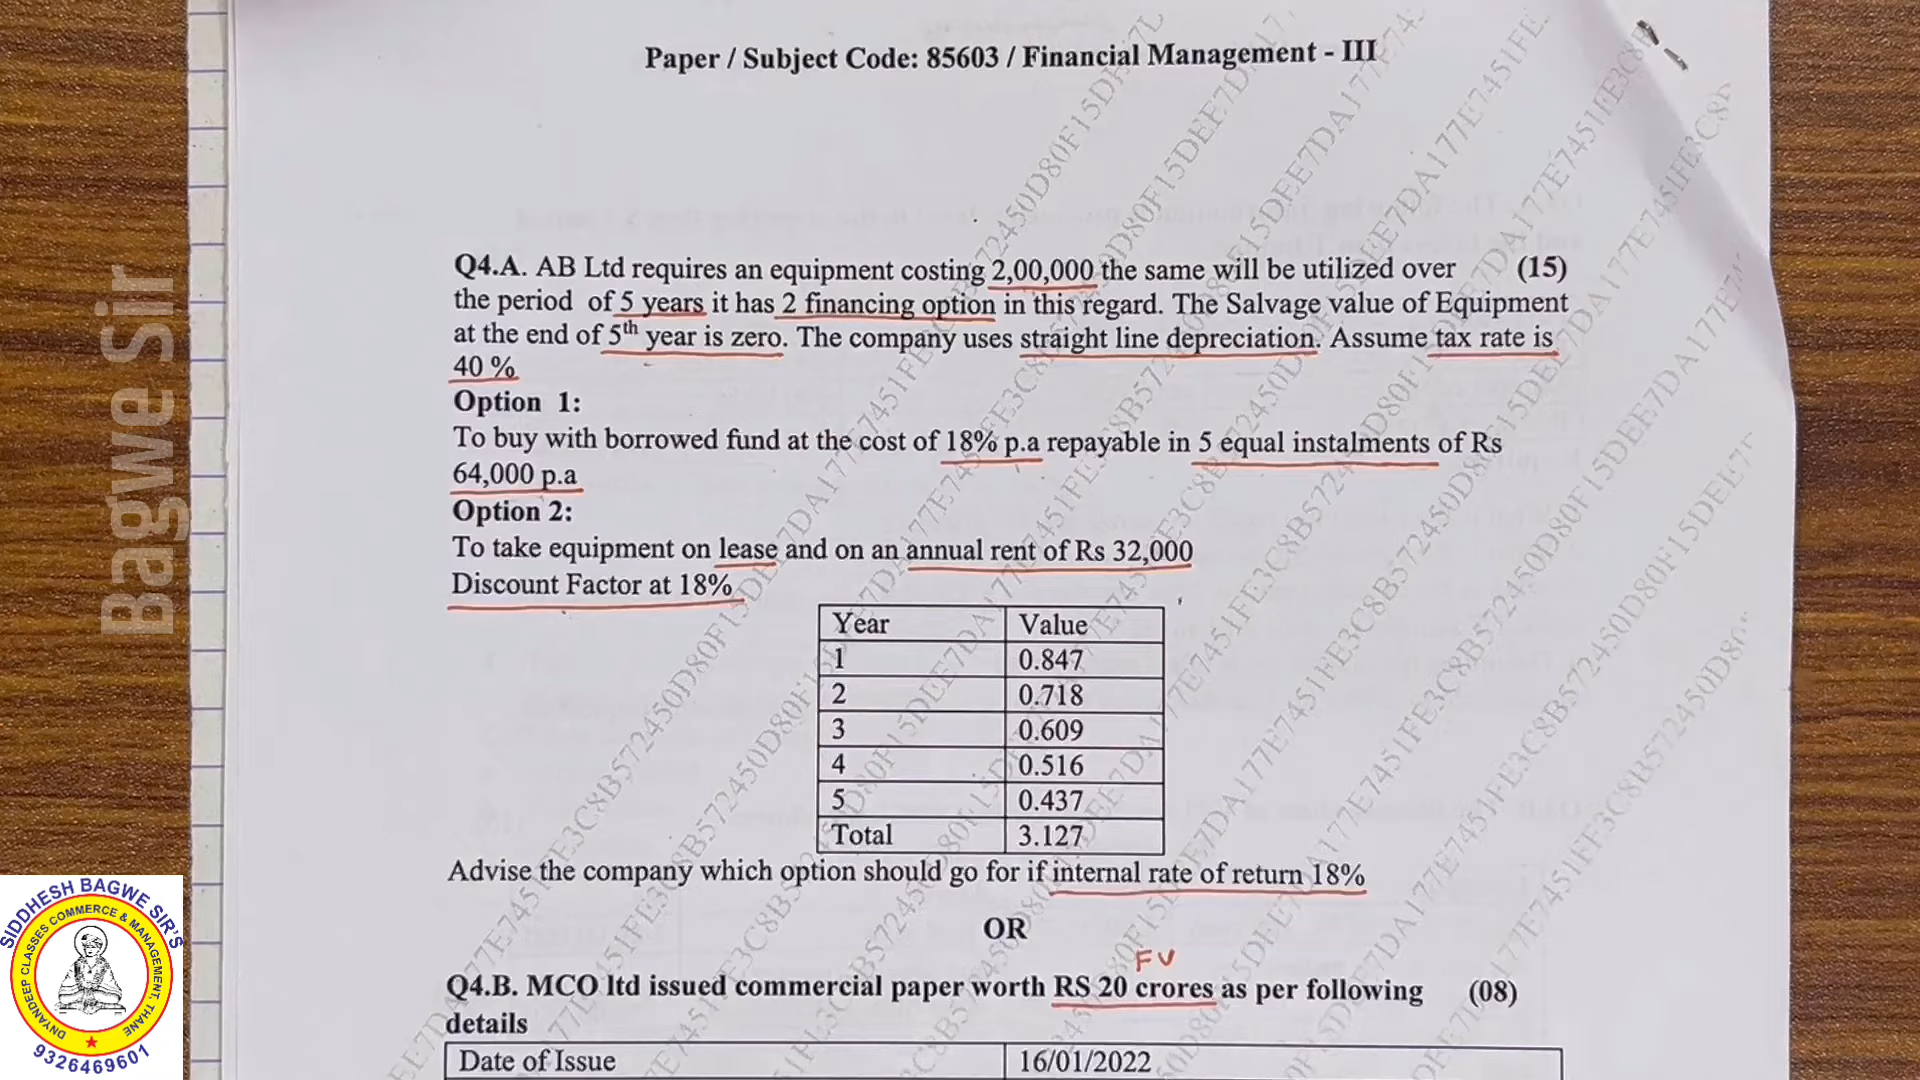 Paper / Subject Code: 85603 / Financial Management - III
Q4.A. AB Ltd requires an equipment costing 2,00,000 the same will be utilized over (15)
the period of 5 years it has 2 financing option in this regard. The Salvage value of Equipment
at the end of 5th year is zero. The company uses straight line depreciation. Assume tax rate is
40 %
Option 1:
To buy with borrowed fund at the cost of 18% p.a repayable in 5 equal instalments of Rs
64,000 p.a
Option 2:
To take equipment on lease and on an annual rent of Rs 32,000
Discount Factor at 18%
Year Value
1 0.847
2 0.718
3 0.609
4 0.516
5 0.437
Total 3.127
Advise the company which option should go for if internal rate of return 18%
OR
FV
Q4.B. MCO ltd issued commercial paper worth RS 20 crores as per following (08)
details
Date of Issue 16/01/2022
Bagwe Sir
SIDDHESH BAGWE SIR'S
DNYANDEEP CLASSES COMMERCE & MANAGEMENT, THANE
9326469601